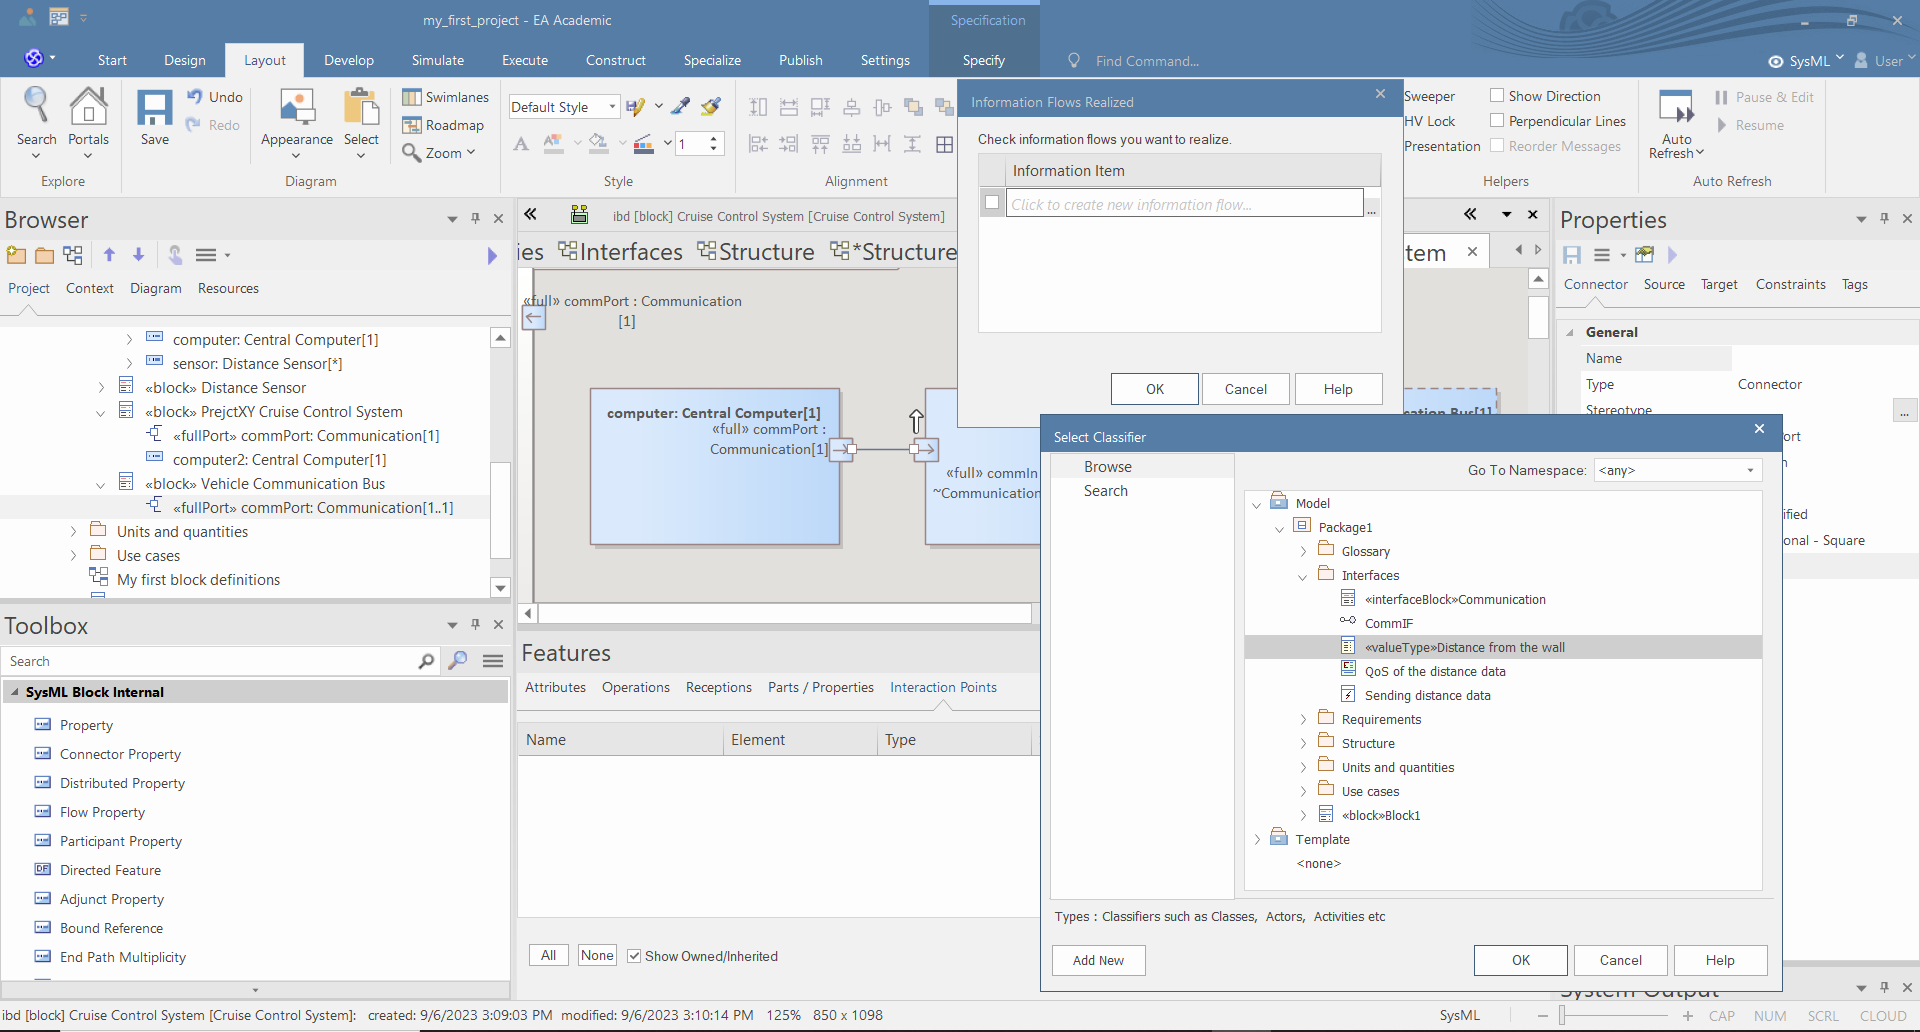 my_first_project - EA Academic
Specification
Start Design Layout Develop Simulate Execute Construct Specialize Publish Settings Specify Find Command... SysML User
Search Portals
Explore
Save Undo Redo
Appearance Select
Swimlanes
Roadmap
Zoom
Diagram
Default Style
1
Style
Alignment
Sweeper
HV Lock
Presentation
Show Direction
Perpendicular Lines
Reorder Messages
Helpers
Auto Refresh
Pause & Edit
Resume
Auto Refresh
Information Flows Realized
Check information flows you want to realize.
Information Item
Click to create new information flow...
...
OK Cancel Help
Browser
Project Context Diagram Resources
computer: Central Computer[1]
sensor: Distance Sensor[*]
«block» Distance Sensor
«block» PrejctXY Cruise Control System
«fullPort» commPort: Communication[1]
computer2: Central Computer[1]
«block» Vehicle Communication Bus
«fullPort» commPort: Communication[1..1]
Units and quantities
Use cases
My first block definitions
Toolbox
Search
SysML Block Internal
Property
Connector Property
Distributed Property
Flow Property
Participant Property
DF Directed Feature
Adjunct Property
Bound Reference
End Path Multiplicity
ibd [block] Cruise Control System [Cruise Control System]
ies Interfaces Structure *Structure tem
«full» commPort : Communication
[1]
computer: Central Computer[1]
«full» commPort :
Communication[1]
«full» commIn
~Communication
cation Bus[1]
Features
Attributes Operations Receptions Parts / Properties Interaction Points
Name Element Type
All None Show Owned/Inherited
Select Classifier
Browse
Search
Go To Namespace: <any>
Model
Package1
Glossary
Interfaces
«interfaceBlock»Communication
CommIF
«valueType»Distance from the wall
QoS of the distance data
Sending distance data
Requirements
Structure
Units and quantities
Use cases
«block»Block1
Template
<none>
Types : Classifiers such as Classes, Actors, Activities etc
Add New OK Cancel Help
Properties
Connector Source Target Constraints Tags
General
Name
Type Connector
Stereotype ...
ort
ified
onal - Square
System Output
ibd [block] Cruise Control System [Cruise Control System]: created: 9/6/2023 3:09:03 PM modified: 9/6/2023 3:10:14 PM 125% 850 x 1098
SysML CAP NUM SCRL CLOUD